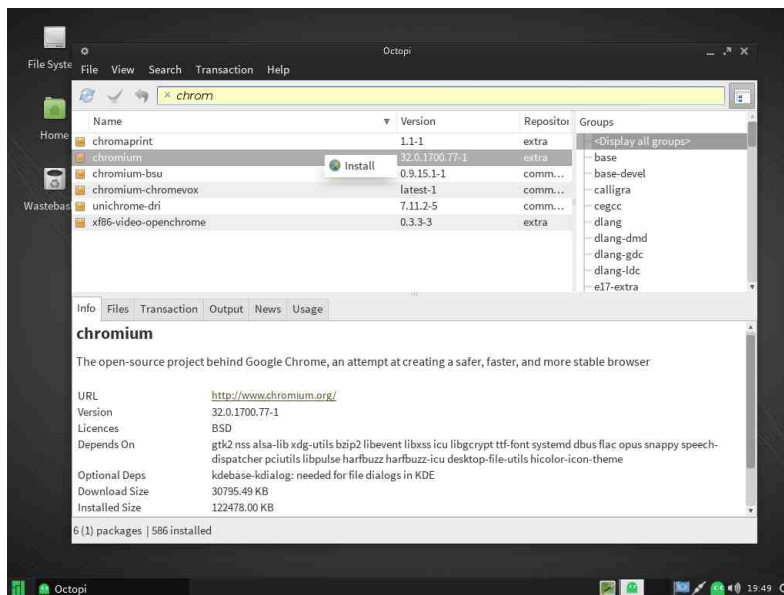 File Syste
Home
Wastebas
Octopi
File View Search Transaction Help
chrom
Name Version Repositor Groups
chromaprint 1.1-1 extra <Display all groups>
chromium 32.0.1700.77-1 extra base
Install
chromium-bsu 0.9.15.1-1 comm... base-devel
chromium-chromevox latest-1 comm... calligra
unichrome-dri 7.11.2-5 comm... cegcc
xf86-video-openchrome 0.3.3-3 extra dlang
dlang-dmd
dlang-gdc
dlang-ldc
e17-extra
Info Files Transaction Output News Usage
chromium
The open-source project behind Google Chrome, an attempt at creating a safer, faster, and more stable browser
URL http://www.chromium.org/
Version 32.0.1700.77-1
Licences BSD
Depends On gtk2 nss alsa-lib xdg-utils bzip2 libevent libxss icu libgcrypt ttf-font systemd dbus flac opus snappy speech-
dispatcher pciutils libpulse harfbuzz harfbuzz-icu desktop-file-utils hicolor-icon-theme
Optional Deps kdebase-kdialog: needed for file dialogs in KDE
Download Size 30795.49 KB
Installed Size 122478.00 KB
6 (1) packages | 586 installed
Octopi 19:49